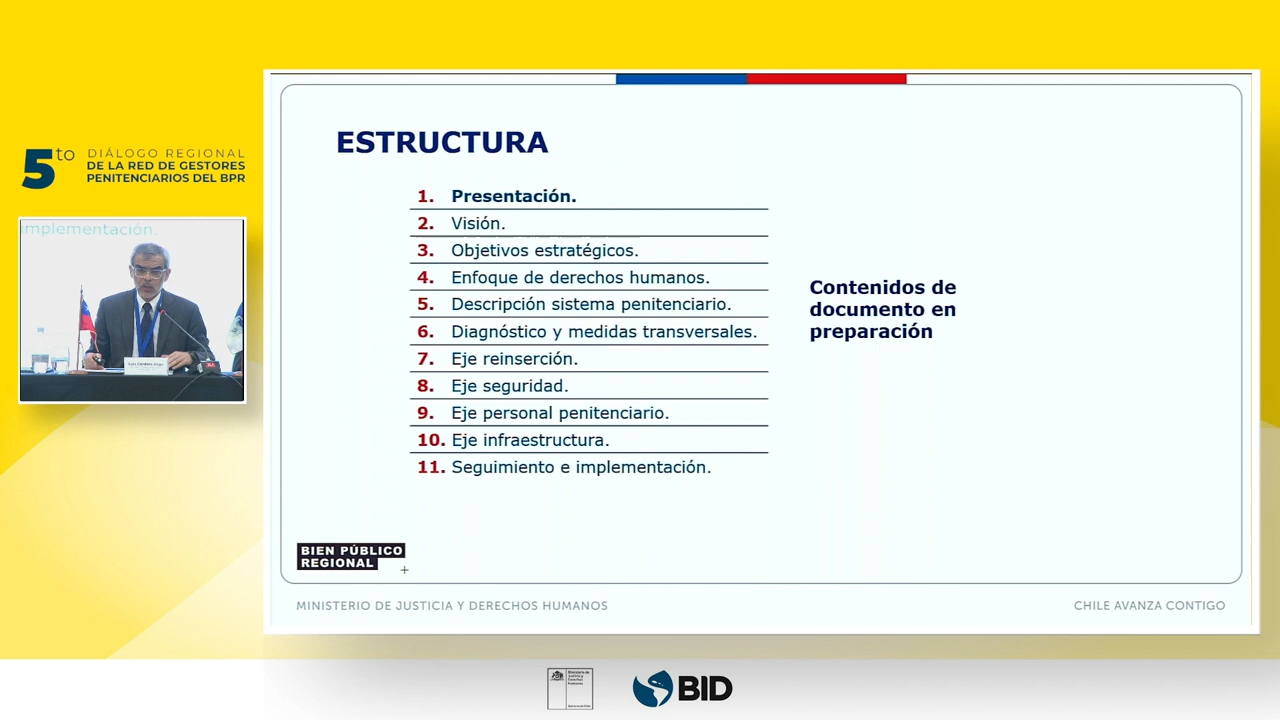 5to
DIÁLOGO REGIONAL
DE LA RED DE GESTORES
PENITENCIARIOS DEL BPR
implementación.
ESTRUCTURA
1. Presentación.
2. Visión.
3. Objetivos estratégicos.
4. Enfoque de derechos humanos.
5. Descripción sistema penitenciario.
6. Diagnóstico y medidas transversales.
7. Eje reinserción.
8. Eje seguridad.
9. Eje personal penitenciario.
10. Eje infraestructura.
11. Seguimiento e implementación.
Contenidos de
documento en
preparación
BIEN PÚBLICO
REGIONAL
MINISTERIO DE JUSTICIA Y DERECHOS HUMANOS
CHILE AVANZA CONTIGO
BID